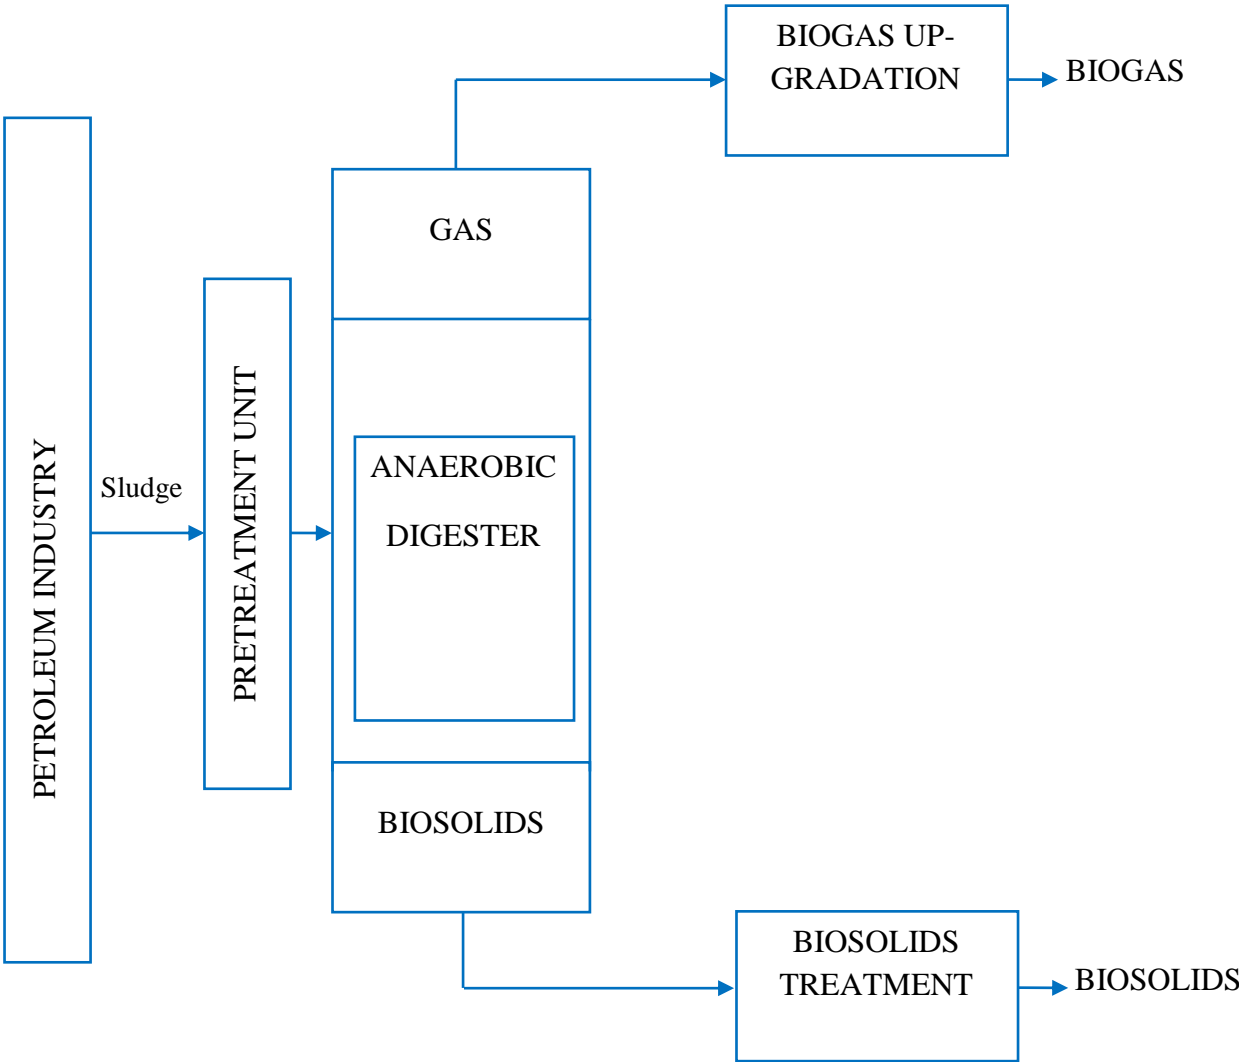 BIOGAS UP-
GRADATION
BIOGAS
GAS
PETROLEUM INDUSTRY
Sludge
PRETREATMENT UNIT
ANAEROBIC
DIGESTER
BIOSOLIDS
BIOSOLIDS
TREATMENT
BIOSOLIDS